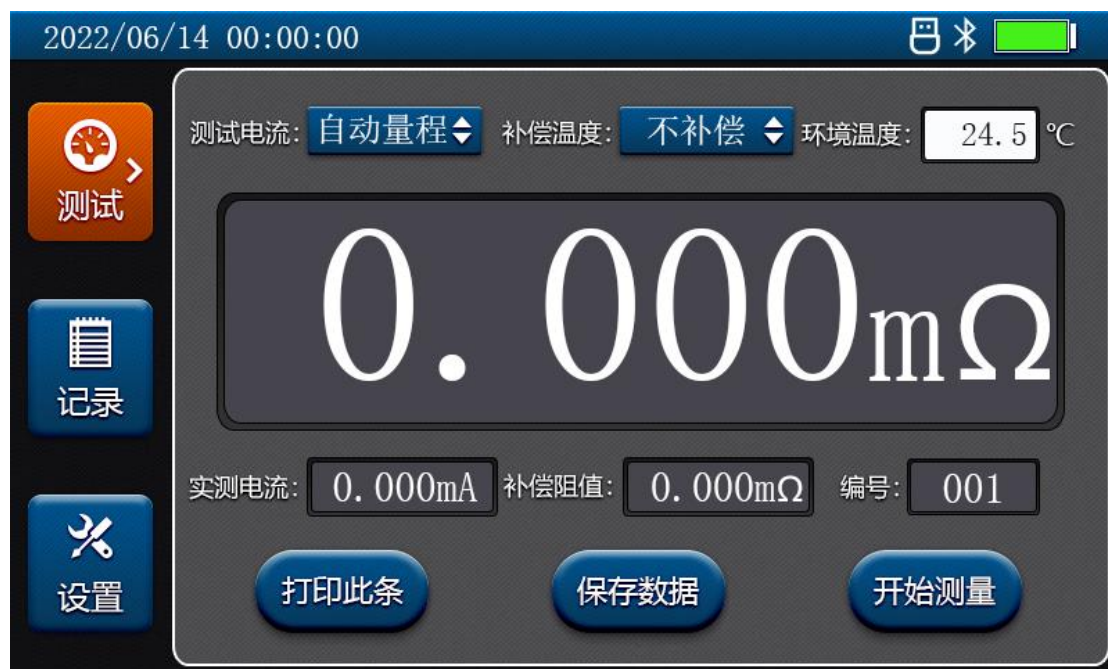 2022/06/14 00:00:00
测试电流: 自动量程 补偿温度: 不补偿 环境温度: 24.5 ℃
测试
0.000mΩ
记录
实测电流: 0.000mA 补偿阻值: 0.000mΩ 编号: 001
设置
打印此条 保存数据 开始测量